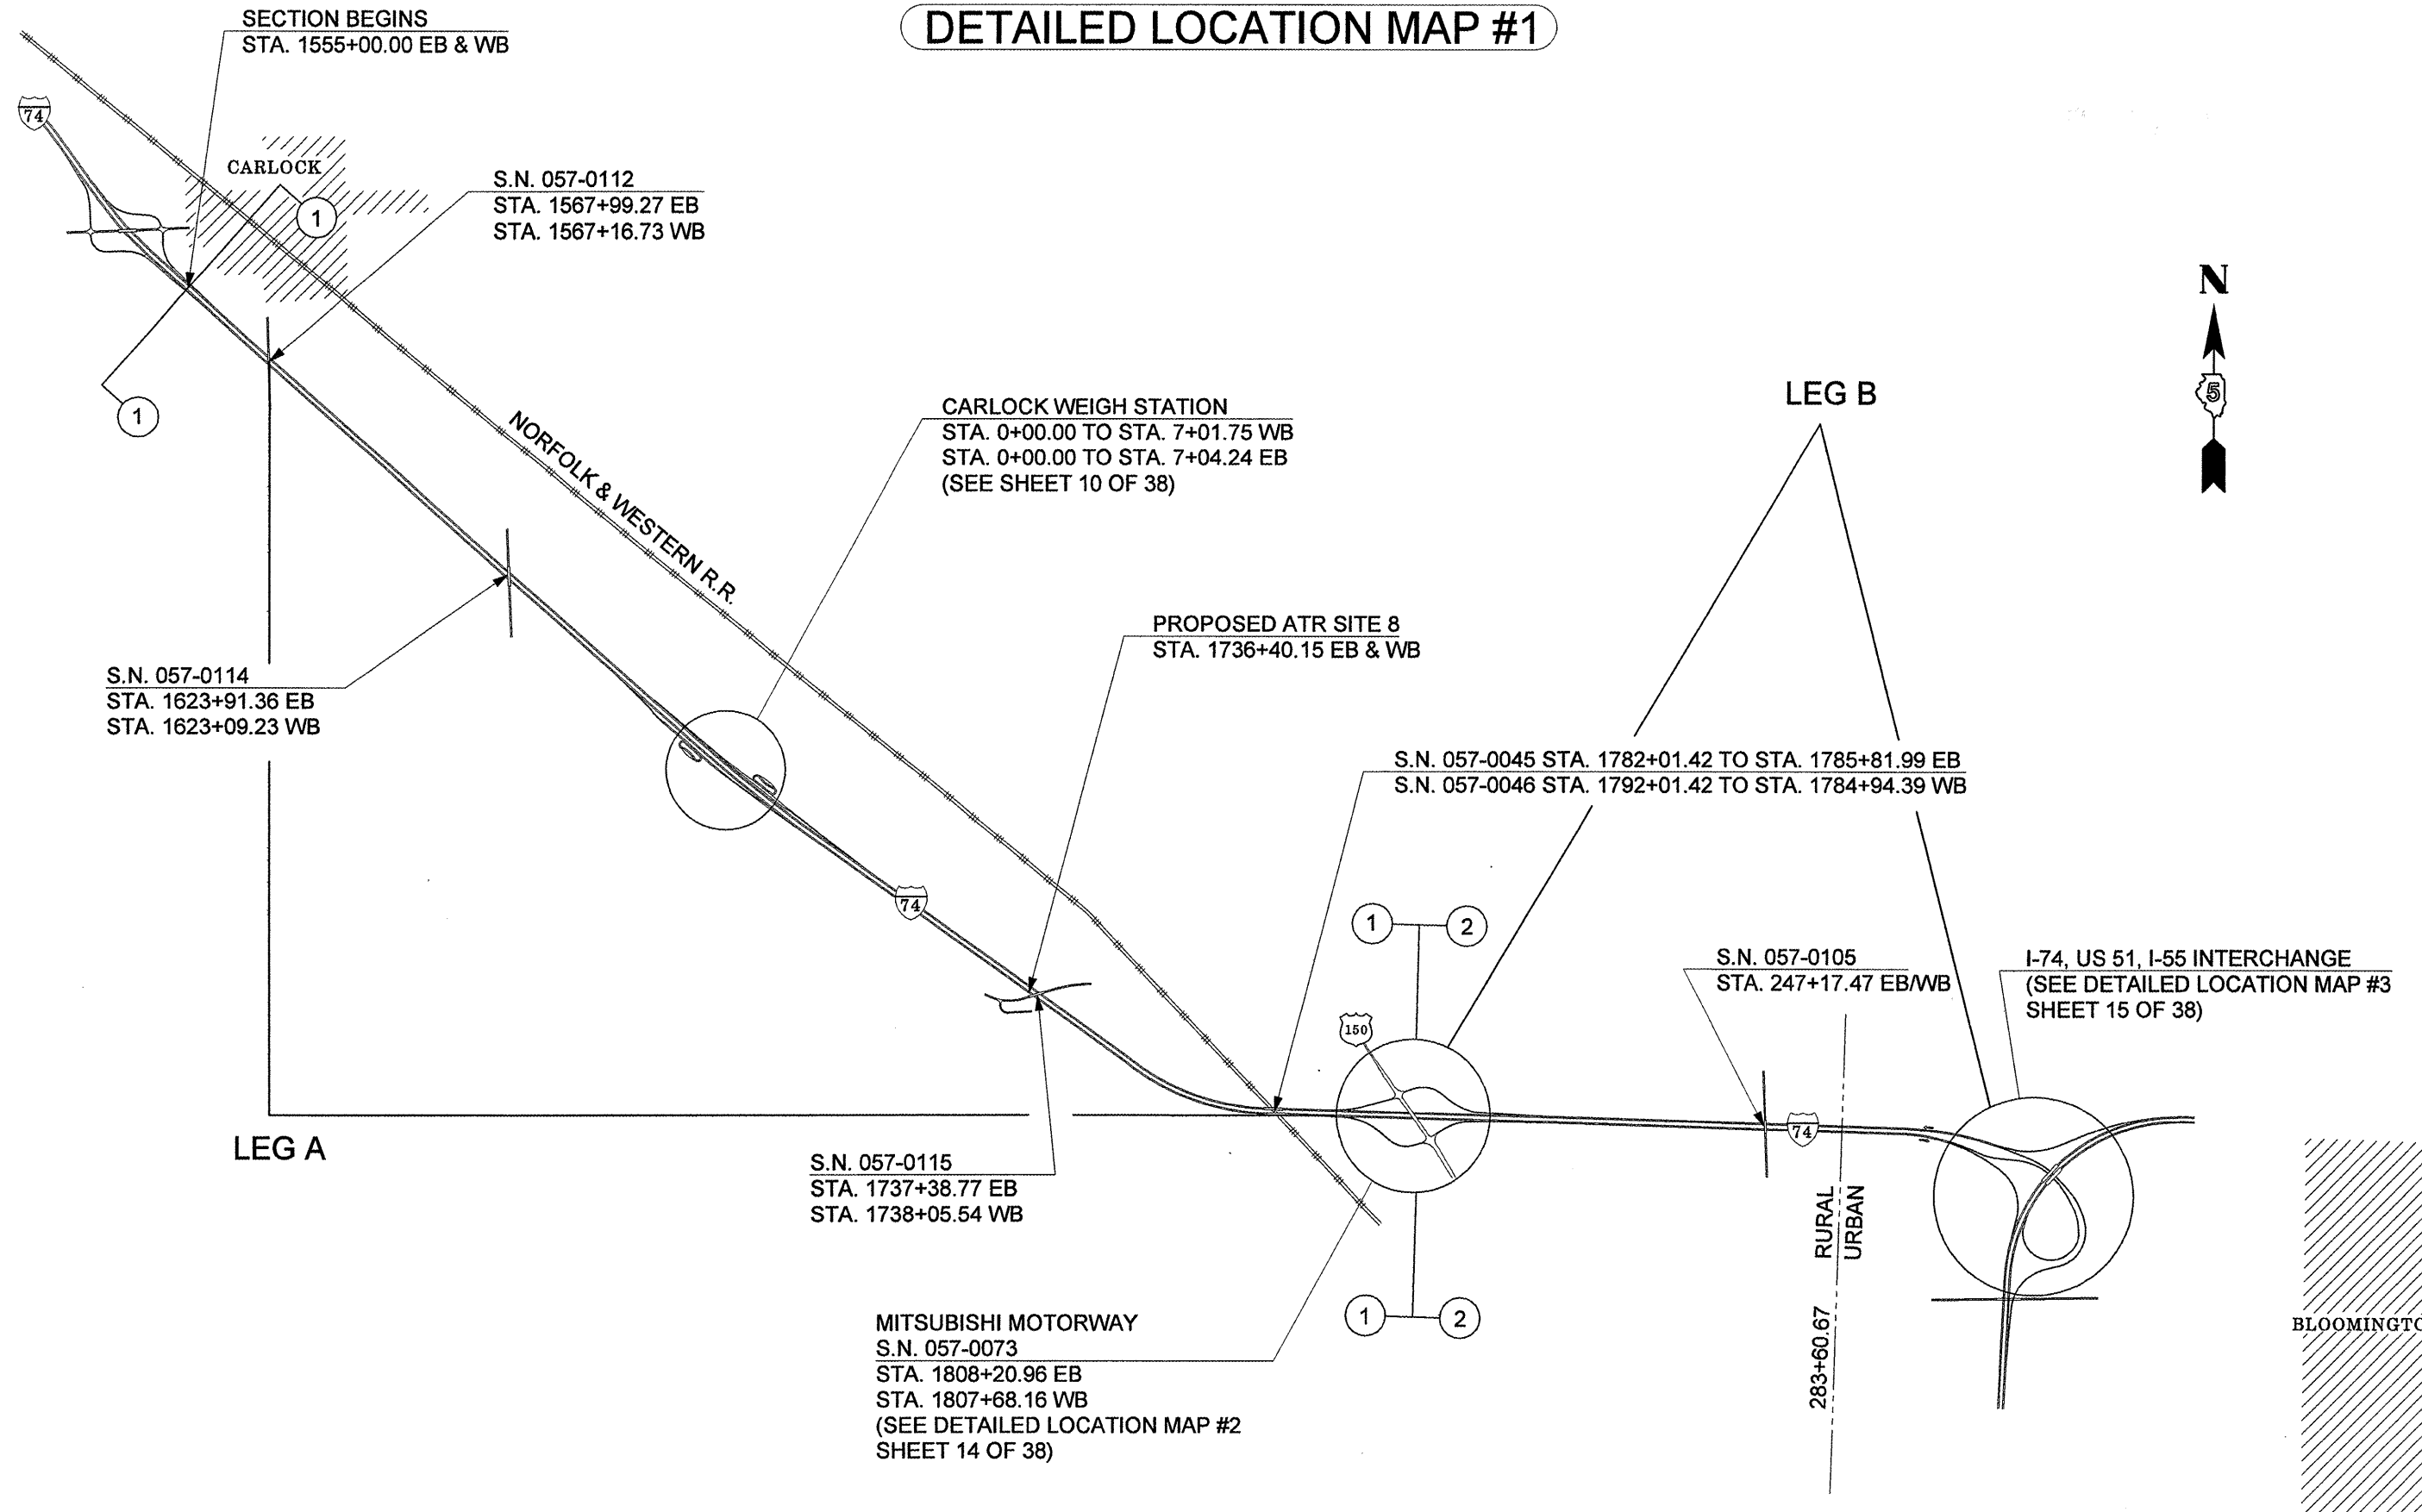 DETAILED LOCATION MAP #1
SECTION BEGINS
STA. 1555+00.00 EB & WB
74
CARLOCK
1
S.N. 057-0112
STA. 1567+99.27 EB
STA. 1567+16.73 WB
N
5
1
CARLOCK WEIGH STATION
STA. 0+00.00 TO STA. 7+01.75 WB
STA. 0+00.00 TO STA. 7+04.24 EB
(SEE SHEET 10 OF 38)
LEG B
NORFOLK & WESTERN R.R.
PROPOSED ATR SITE 8
STA. 1736+40.15 EB & WB
S.N. 057-0114
STA. 1623+91.36 EB
STA. 1623+09.23 WB
S.N. 057-0045 STA. 1782+01.42 TO STA. 1785+81.99 EB
S.N. 057-0046 STA. 1792+01.42 TO STA. 1784+94.39 WB
74
1
2
S.N. 057-0105
STA. 247+17.47 EB/WB
I-74, US 51, I-55 INTERCHANGE
(SEE DETAILED LOCATION MAP #3
SHEET 15 OF 38)
150
74
LEG A
S.N. 057-0115
STA. 1737+38.77 EB
STA. 1738+05.54 WB
RURAL
URBAN
283+60.67
1
2
MITSUBISHI MOTORWAY
S.N. 057-0073
STA. 1808+20.96 EB
STA. 1807+68.16 WB
(SEE DETAILED LOCATION MAP #2
SHEET 14 OF 38)
BLOOMINGTO